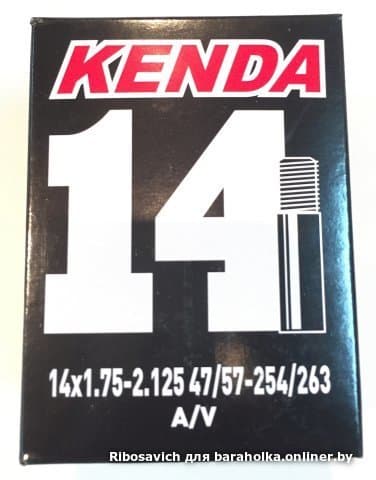 KENDA
14
14x1.75-2.125 47/57-254/263
A/V
Ribosavich для baraholka.onliner.by